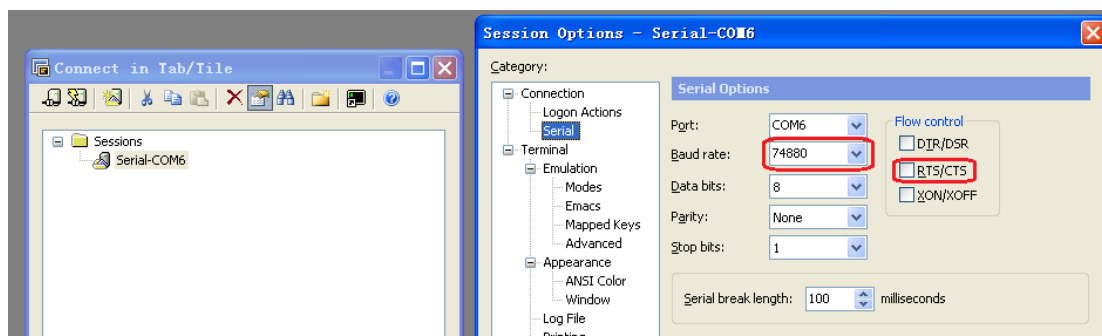 Connect in Tab/Tile
Sessions
Serial-COM6
Session Options - Serial-COM6
Category:
Connection
Logon Actions
Serial
Terminal
Emulation
Modes
Emacs
Mapped Keys
Advanced
Appearance
ANSI Color
Window
Log File
Printing
Serial Options
Port: COM6
Baud rate: 74880
Data bits: 8
Parity: None
Stop bits: 1
Flow control
DTR/DSR
RTS/CTS
XON/XOFF
Serial break length: 100 milliseconds